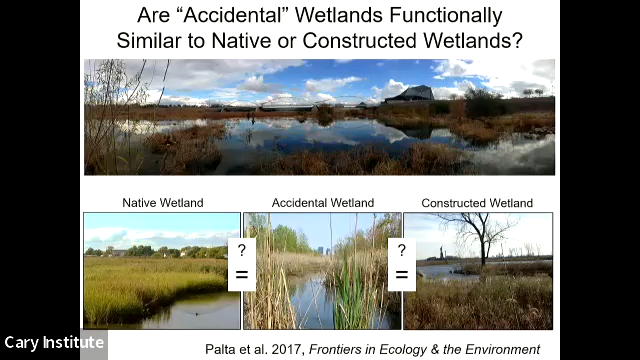 Are “Accidental” Wetlands Functionally
Similar to Native or Constructed Wetlands?
Native Wetland
Accidental Wetland
Constructed Wetland
?
=
?
=
Palta et al. 2017, Frontiers in Ecology & the Environment
Cary Institute